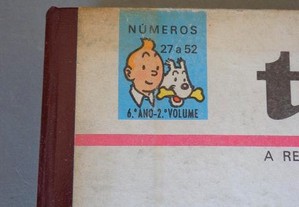 NÚMEROS
27 a 52
6.º ANO-2.º VOLUME
t
A RE